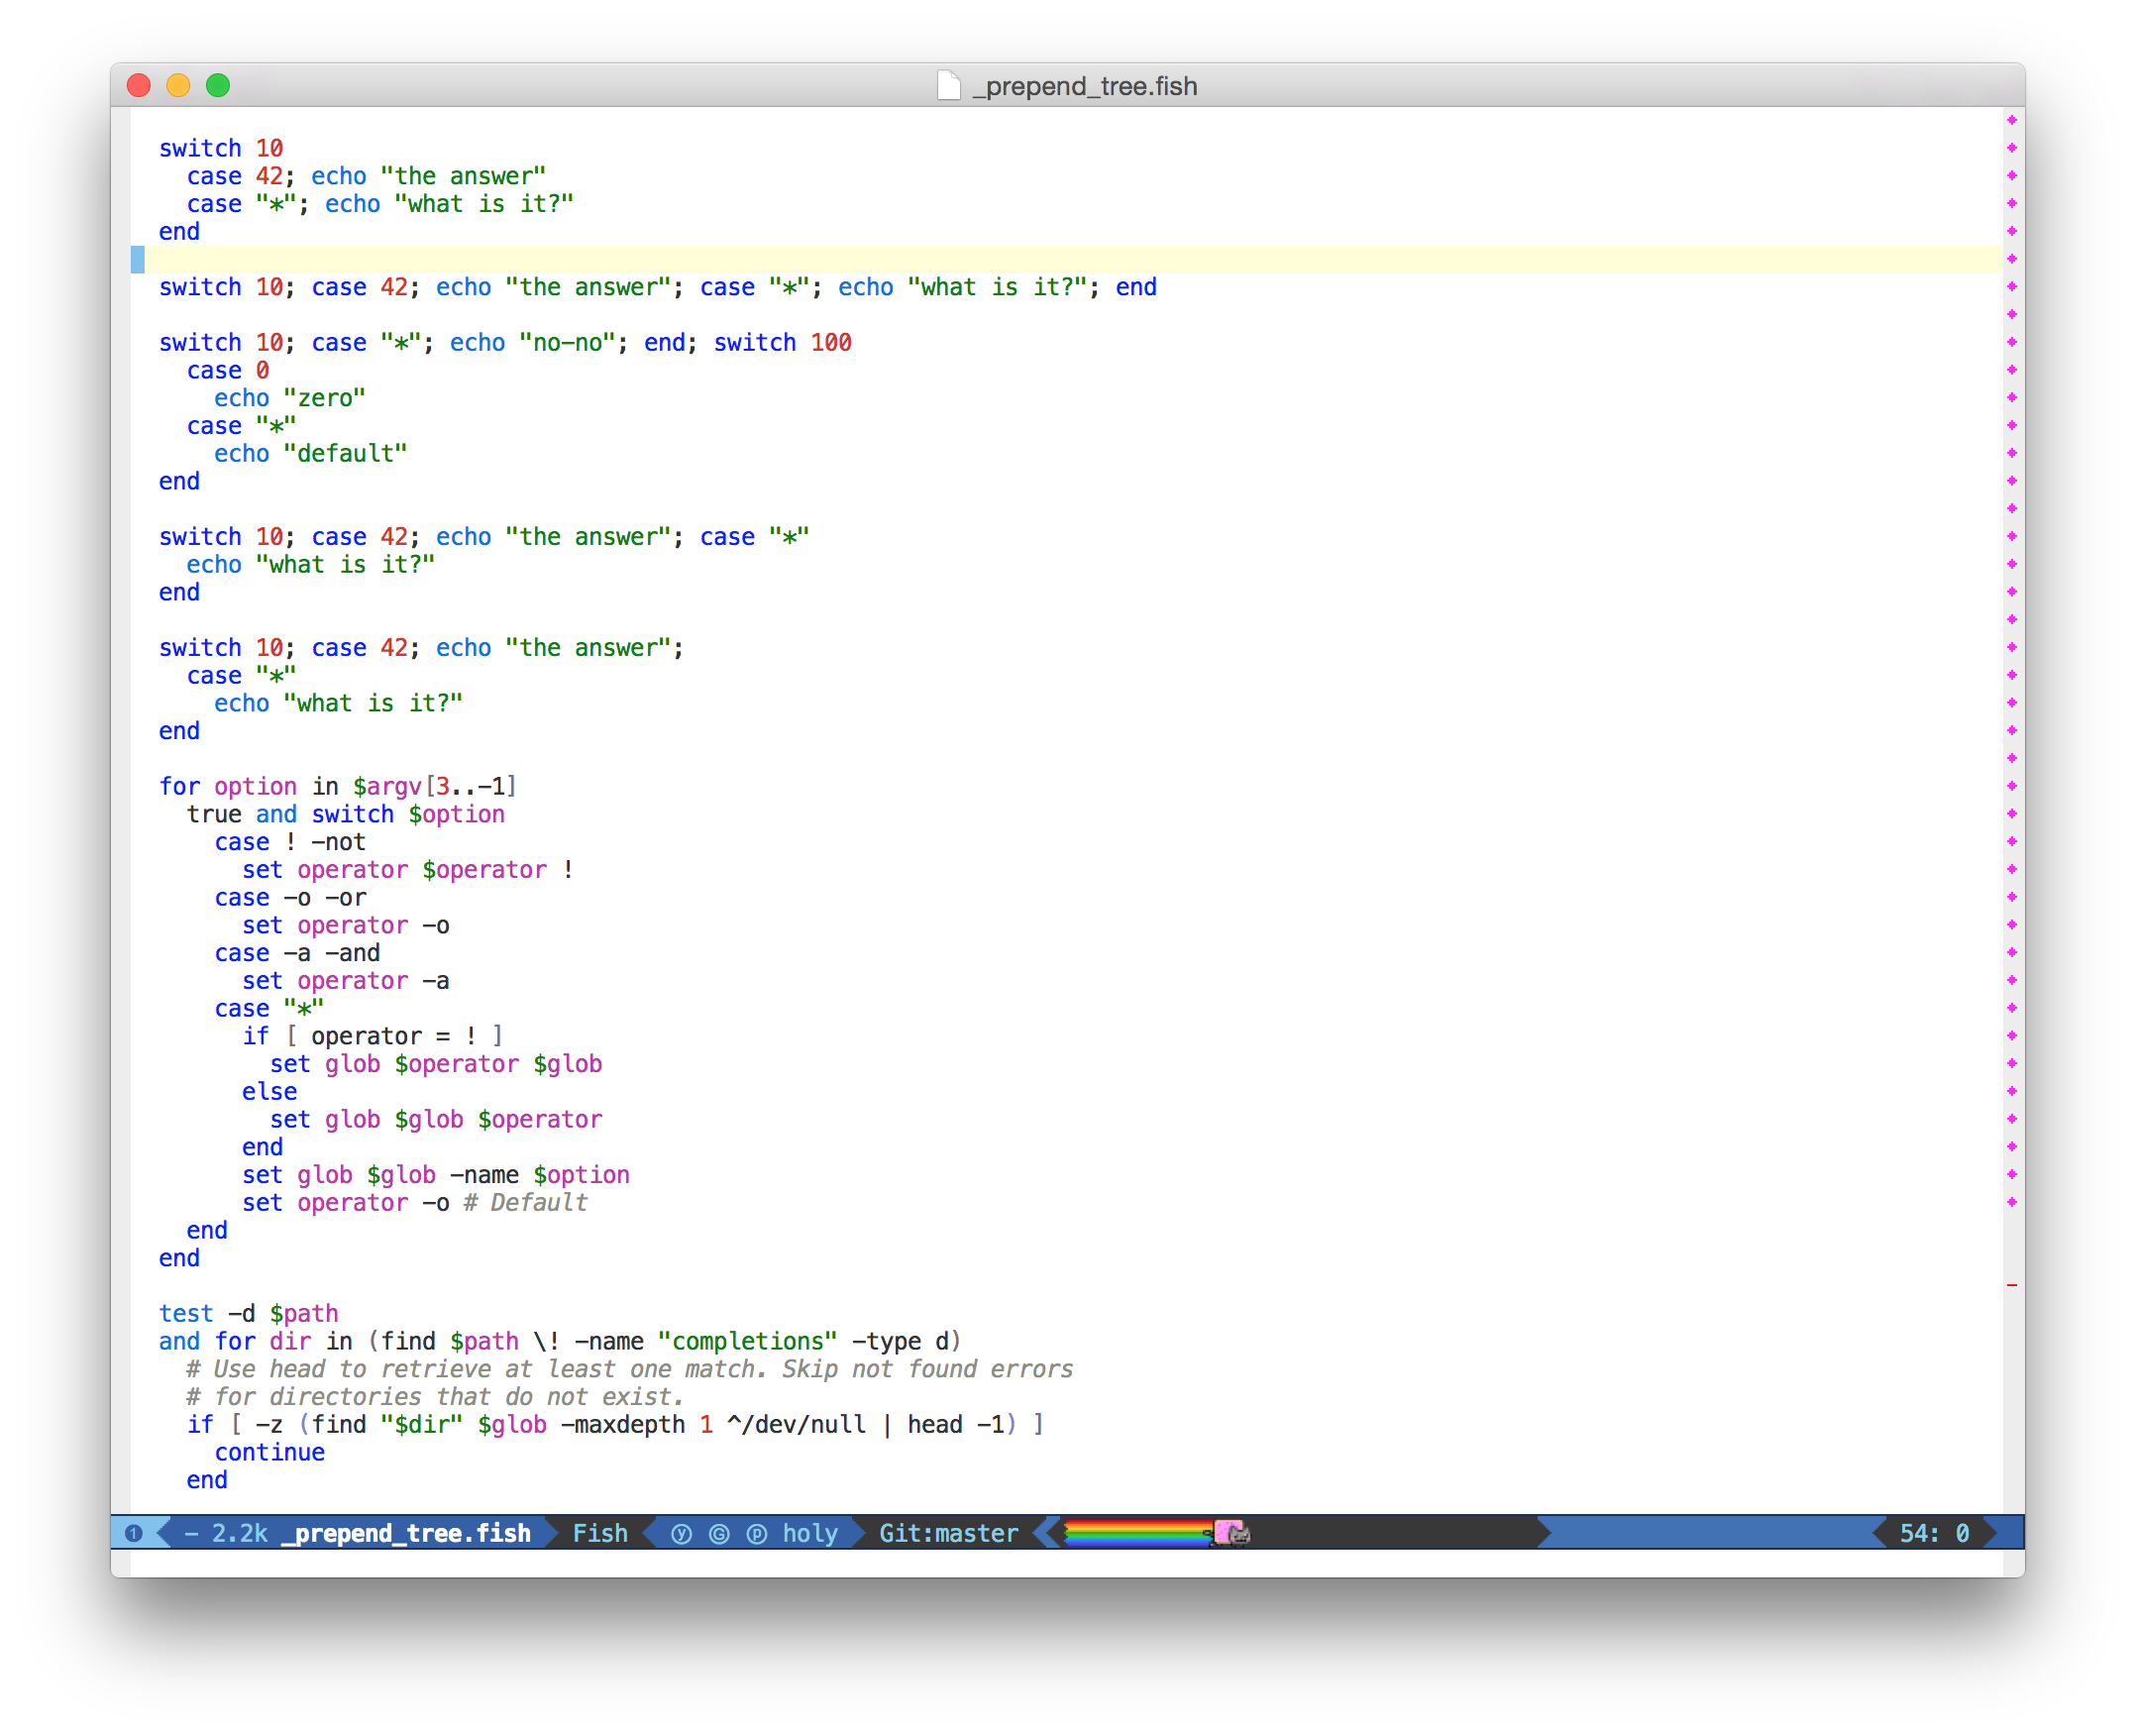 _prepend_tree.fish
switch 10
  case 42; echo "the answer"
  case "*"; echo "what is it?"
end
switch 10; case 42; echo "the answer"; case "*"; echo "what is it?"; end
switch 10; case "*"; echo "no-no"; end; switch 100
  case 0
    echo "zero"
  case "*"
    echo "default"
end
switch 10; case 42; echo "the answer"; case "*"
  echo "what is it?"
end
switch 10; case 42; echo "the answer";
  case "*"
    echo "what is it?"
end
for option in $argv[3..-1]
  true and switch $option
    case ! -not
      set operator $operator !
    case -o -or
      set operator -o
    case -a -and
      set operator -a
    case "*"
      if [ operator = ! ]
        set glob $operator $glob
      else
        set glob $glob $operator
      end
      set glob $glob -name $option
      set operator -o # Default
  end
end
test -d $path
and for dir in (find $path \! -name "completions" -type d)
  # Use head to retrieve at least one match. Skip not found errors
  # for directories that do not exist.
  if [ -z (find "$dir" $glob -maxdepth 1 ^/dev/null | head -1) ]
    continue
  end
❶ - 2.2k _prepend_tree.fish Fish ⓨ Ⓖ ⓟ holy Git:master 54: 0